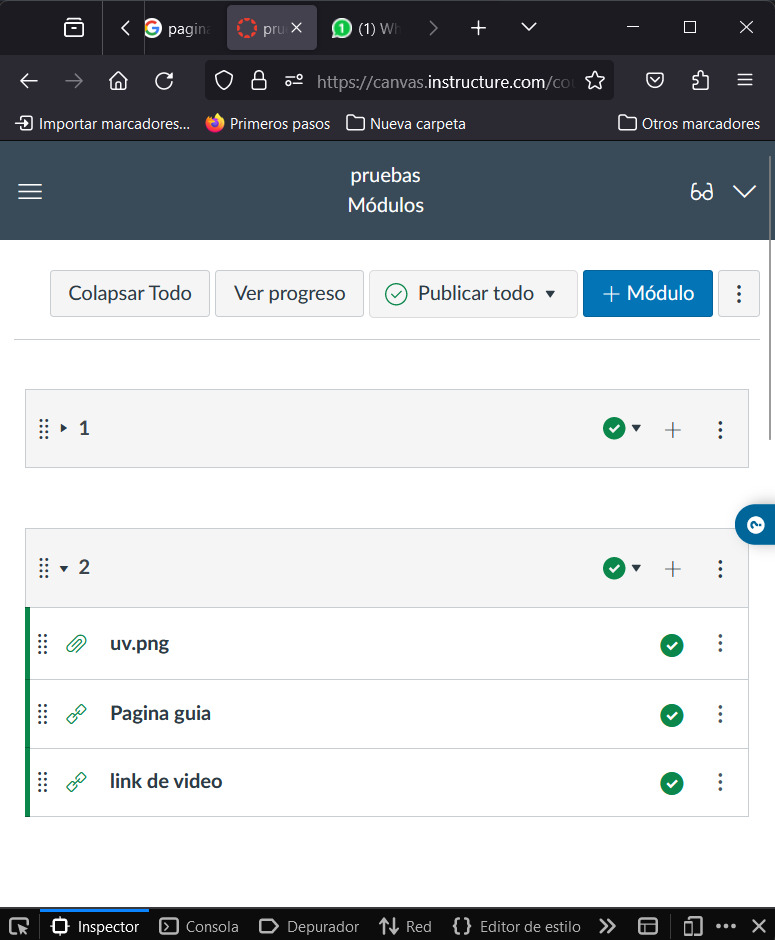 pagin
pru
(1) Wh
https://canvas.instructure.com/cou
Importar marcadores...
Primeros pasos
Nueva carpeta
Otros marcadores
pruebas
Módulos
Colapsar Todo
Ver progreso
Publicar todo
+ Módulo
1
2
uv.png
Pagina guia
link de video
Inspector
Consola
Depurador
Red
Editor de estilo